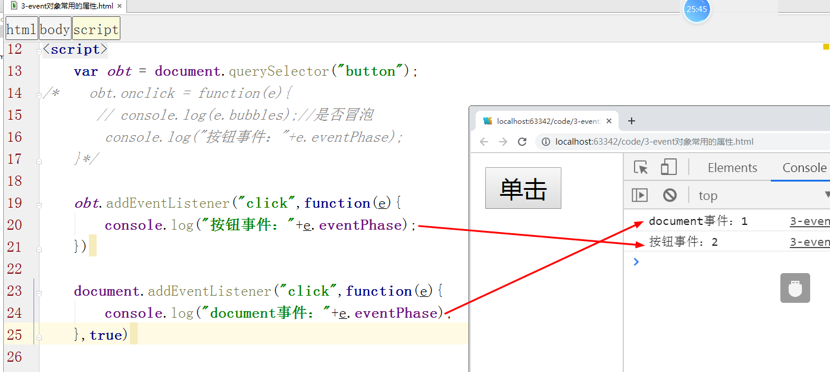 3-event对象常用的属性.html
25:45
html body script
12 <script>
13 var obt = document.querySelector("button");
14 /* obt.onclick = function(e){
15 // console.log(e.bubbles);//是否冒泡
16 console.log("按钮事件："+e.eventPhase);
17 }*/
18
19 obt.addEventListener("click",function(e){
20 console.log("按钮事件："+e.eventPhase);
21 })
22
23 document.addEventListener("click",function(e){
24 console.log("document事件："+e.eventPhase);
25 },true)
26
localhost:63342/code/3-event
localhost:63342/code/3-event对象常用的属性.html
单击
Elements Console
top
document事件：1 3-even
按钮事件：2 3-even